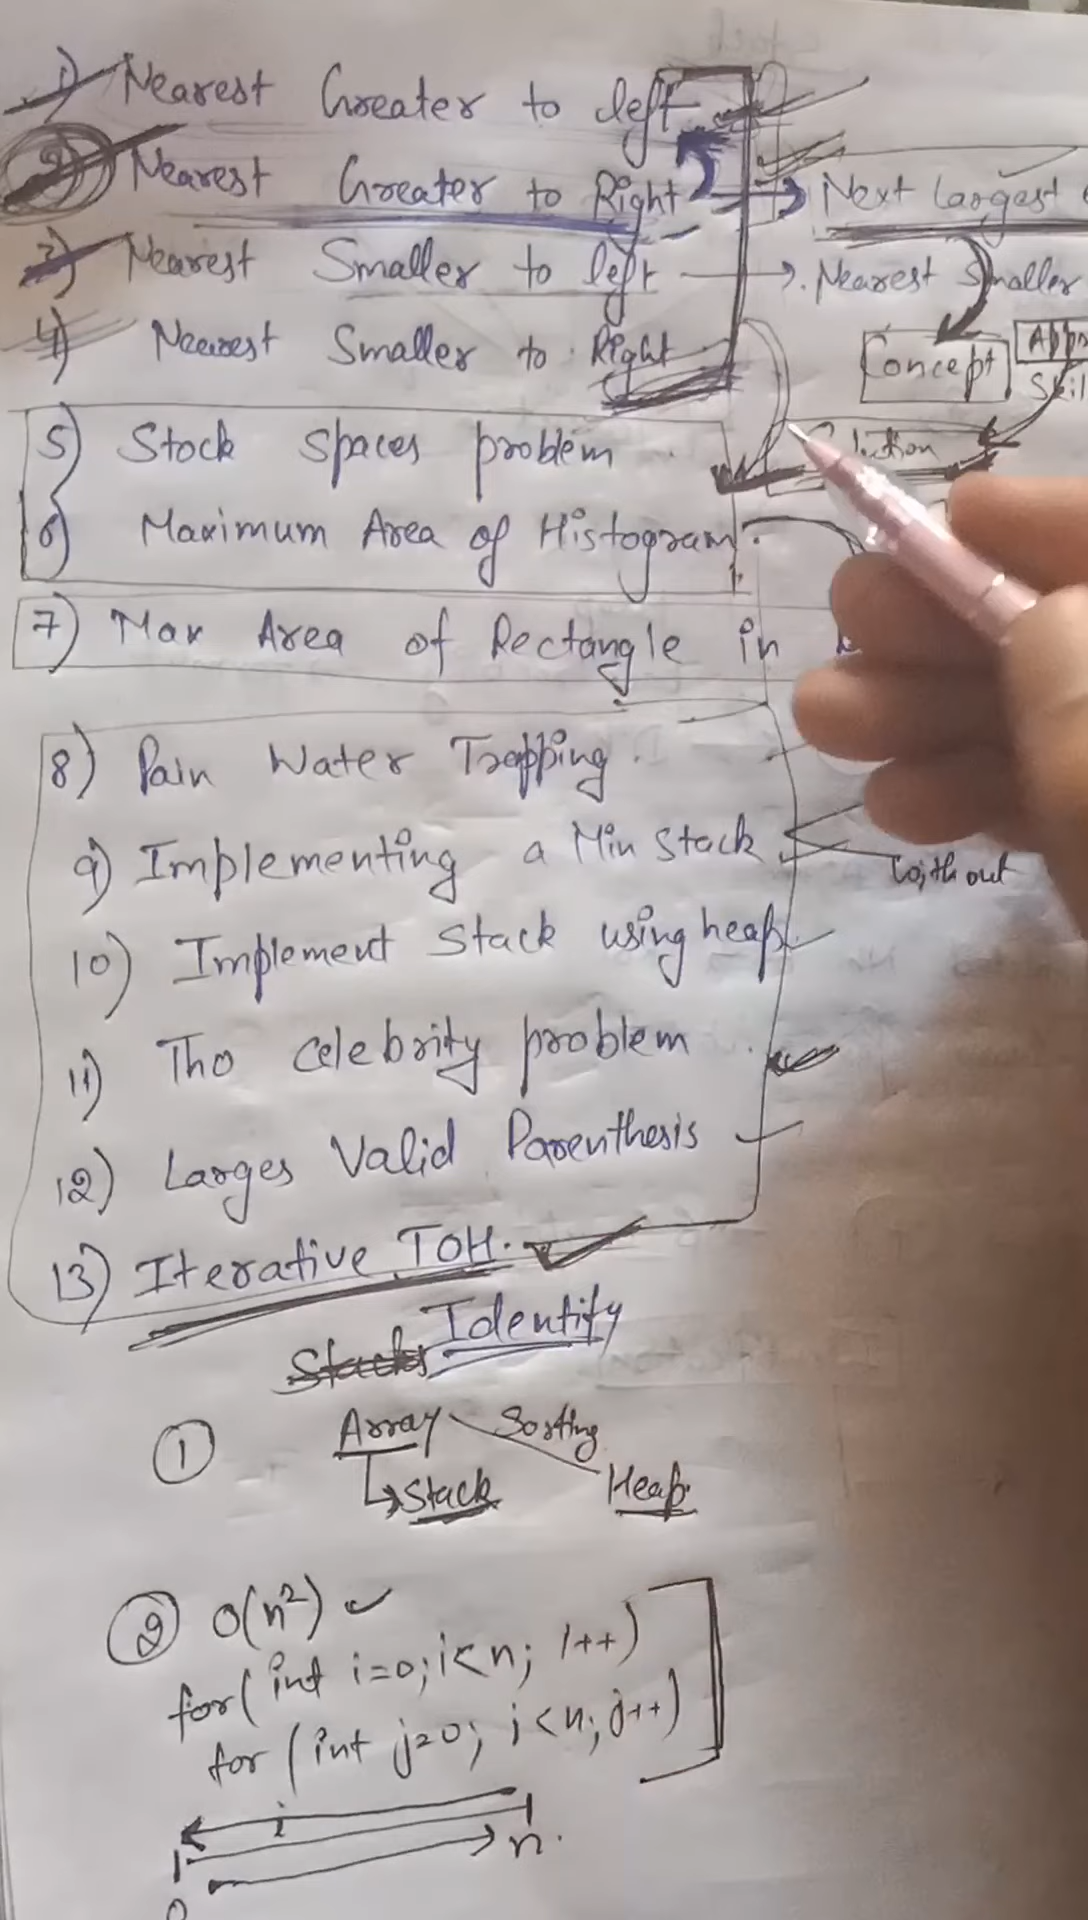 1) Nearest Greater to left
2) Nearest Greater to Right → Next Largest
3) Nearest Smaller to left → Nearest Smaller
4) Nearest Smaller to Right
Concept
5) Stock spaces problem
6) Maximum Area of Histogram
7) Max Area of Rectangle in
8) Rain Water Trapping
9) Implementing a Min Stack
without
10) Implement Stack using heap
11) Tho celebrity problem
12) Larges Valid Parenthesis
13) Iterative TOH.
Stacks Identify
① Array Sorting
Stack Heap
② O(n²)
for(int i=0; i<n; i++)
for (int j=0; j<n; j++)
i
0 n